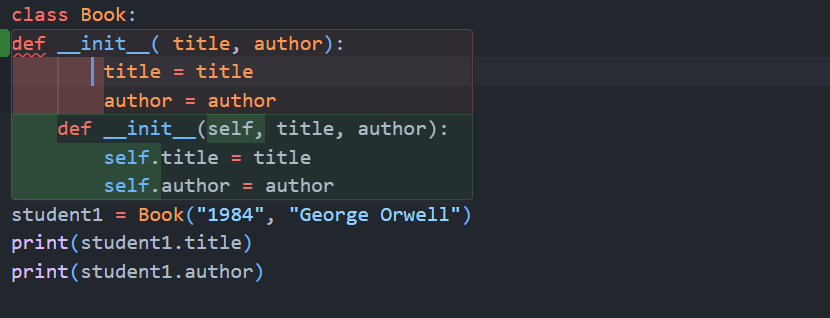 class Book:
def __init__( title, author):
        title = title
        author = author
    def __init__(self, title, author):
        self.title = title
        self.author = author
student1 = Book("1984", "George Orwell")
print(student1.title)
print(student1.author)